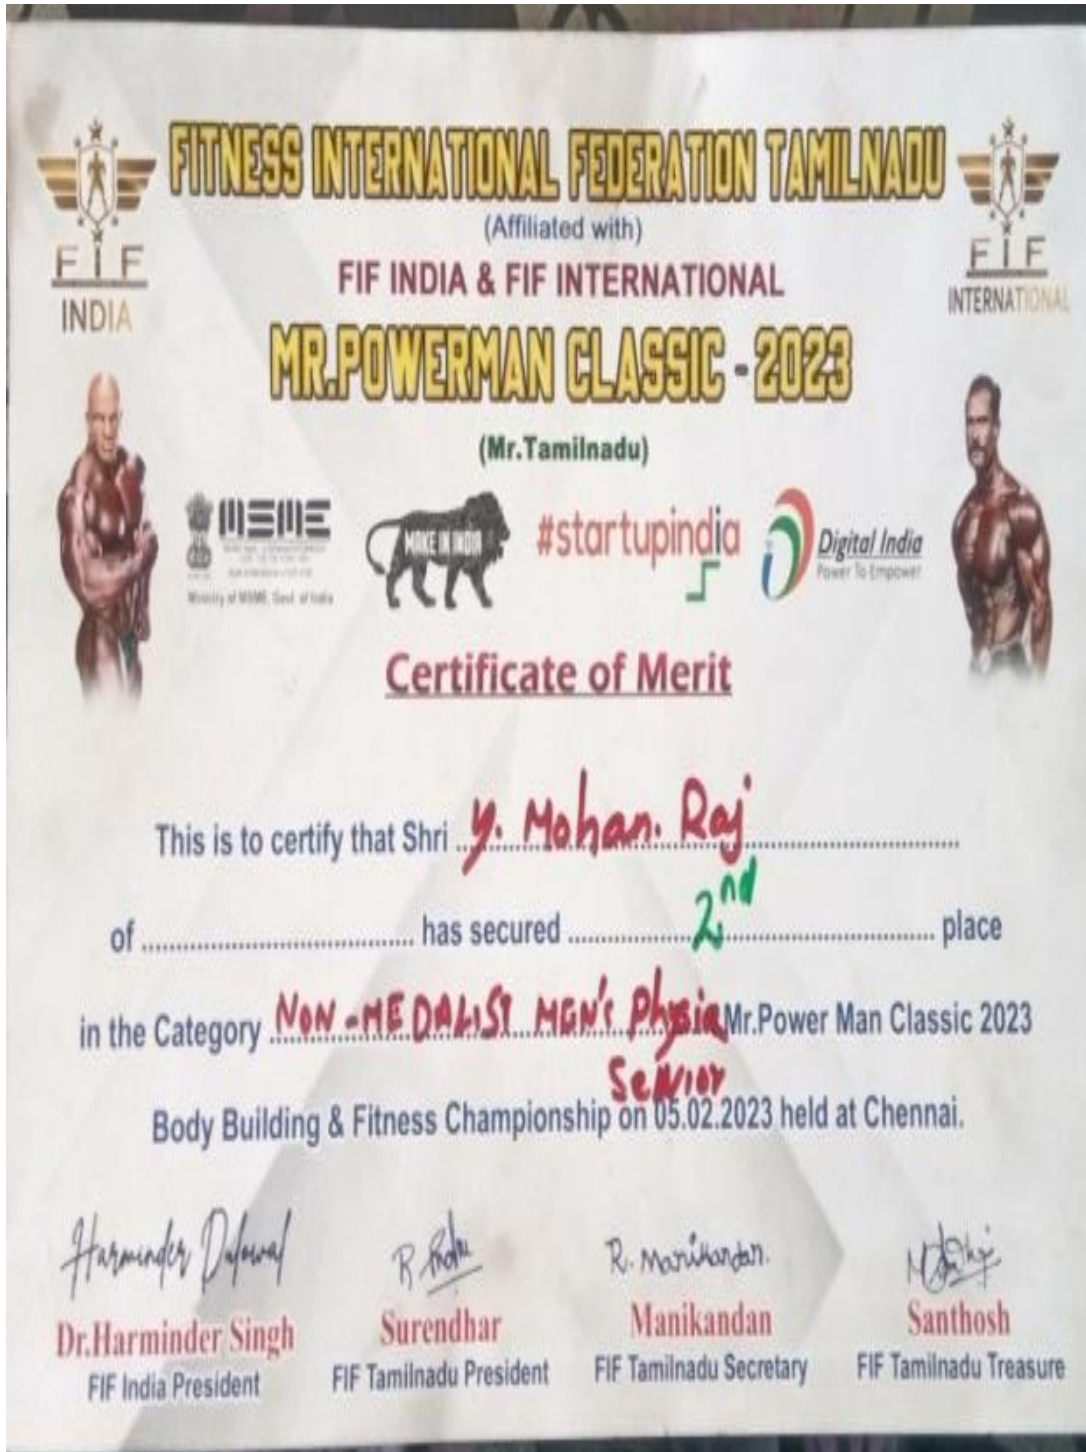 FITNESS INTERNATIONAL FEDERATION TAMILNADU
(Affiliated with)
FIF INDIA & FIF INTERNATIONAL
FIF
INDIA
FIF
INTERNATIONAL
MR.POWERMAN CLASSIC - 2023
(Mr.Tamilnadu)
MSME
Ministry of MSME, Govt. of India
MAKE IN INDIA
#startupindia
Digital India
Power To Empower
Certificate of Merit
This is to certify that Shri Y. Mohan. Raj
of has secured 2nd place
in the Category NON-MEDALIST MEN's Physiq Mr.Power Man Classic 2023
Senior
Body Building & Fitness Championship on 05.02.2023 held at Chennai.
Harminder Dulowal
R. Manikandan.
Dr.Harminder Singh
FIF India President
Surendhar
FIF Tamilnadu President
Manikandan
FIF Tamilnadu Secretary
Santhosh
FIF Tamilnadu Treasure